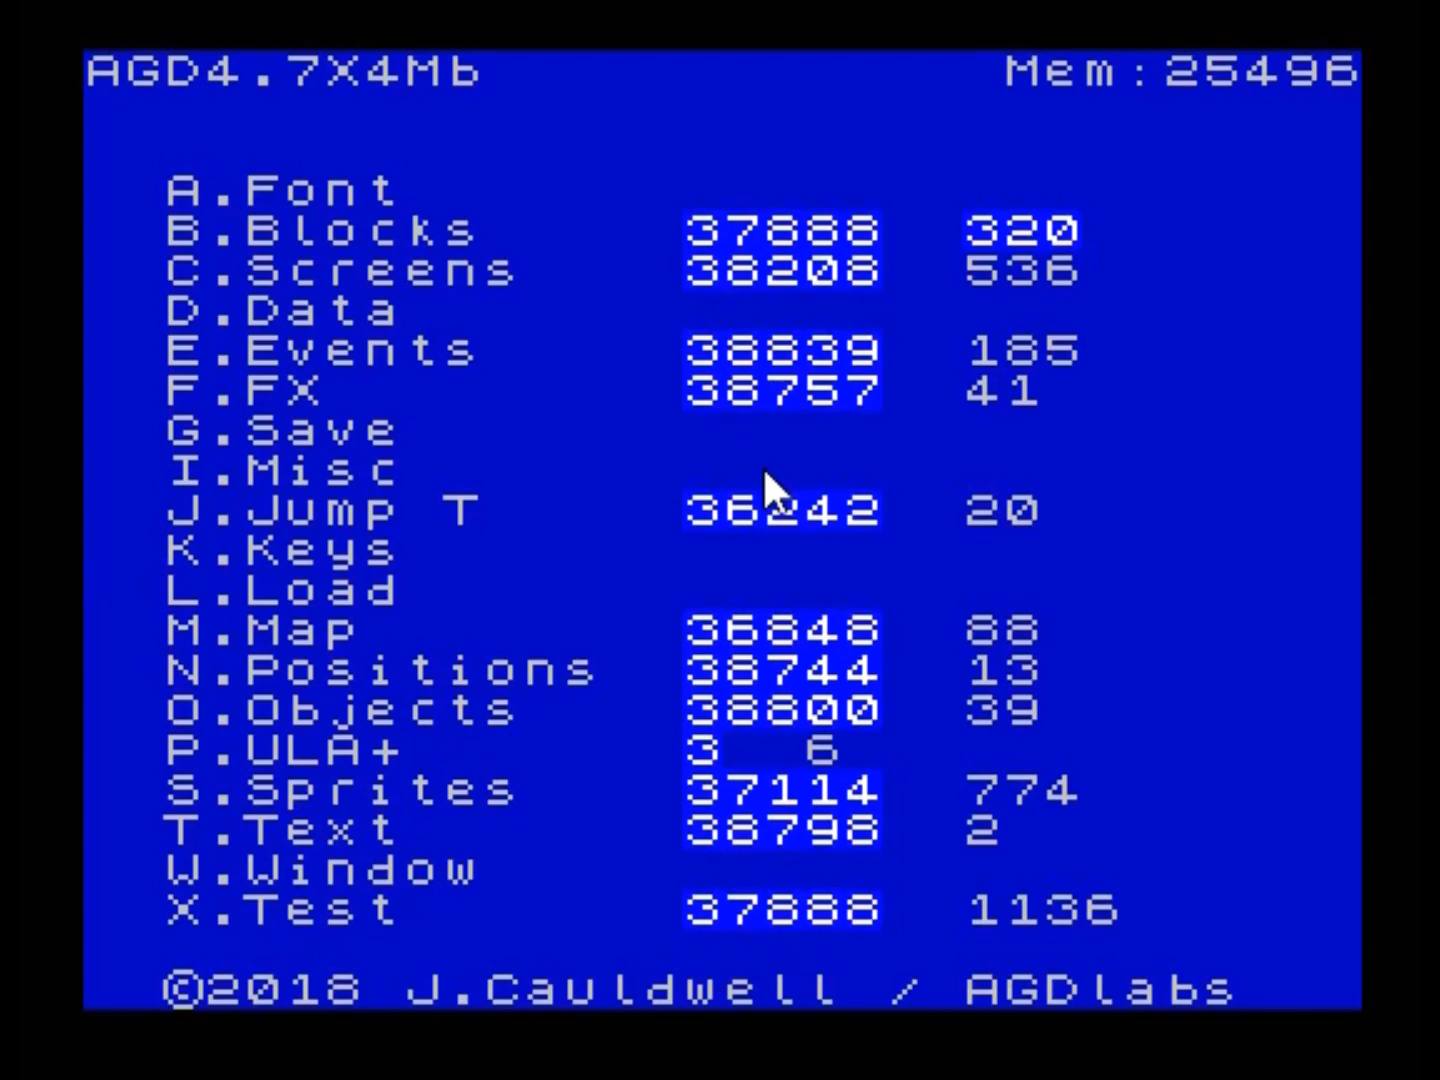 AGD4.7X4Mb Mem:25496
A.Font
B.Blocks 37888 320
C.Screens 38208 536
D.Data
E.Events 38839 185
F.FX 38757 41
G.Save
I.Misc
J.Jump T 36242 20
K.Keys
L.Load
M.Map 36848 88
N.Positions 38744 13
O.Objects 38800 39
P.ULA+ 3 6
S.Sprites 37114 774
T.Text 38798 2
W.Window
X.Test 37888 1136
©2018 J.Cauldwell / AGDlabs